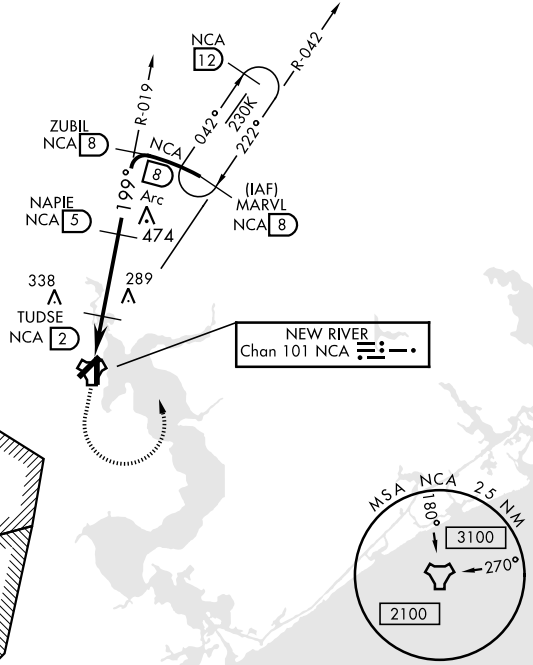 NCA
12
R-042
R-019
042°
230K
222°
ZUBIL
NCA 8
NCA
8
Arc
199°
(IAF)
MARVL
NCA 8
NAPIE
NCA 5
474
338
289
TUDSE
NCA 2
NEW RIVER
Chan 101 NCA
MSA NCA 25 NM
180°
3100
270°
2100